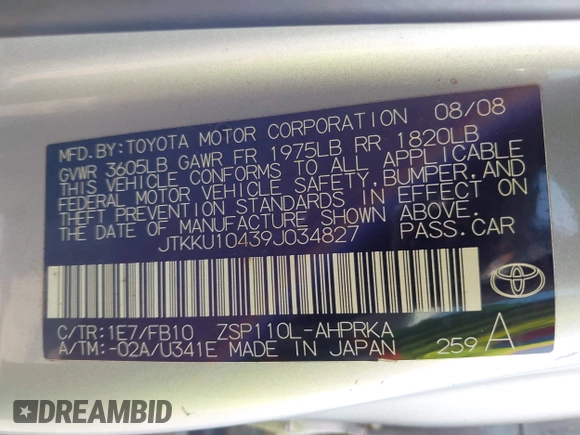 MFD.BY:TOYOTA MOTOR CORPORATION 08/08
GVWR 3605LB GAWR FR 1975LB RR 1820LB
THIS VEHICLE CONFORMS TO ALL APPLICABLE
FEDERAL MOTOR VEHICLE SAFETY,BUMPER,AND
THEFT PREVENTION STANDARDS IN EFFECT ON
THE DATE OF MANUFACTURE SHOWN ABOVE.
JTKKU10439J034827 PASS.CAR
C/TR:1E7/FB10 ZSP110L-AHPRKA
A/TM:-02A/U341E MADE IN JAPAN 259 A
DREAMBID